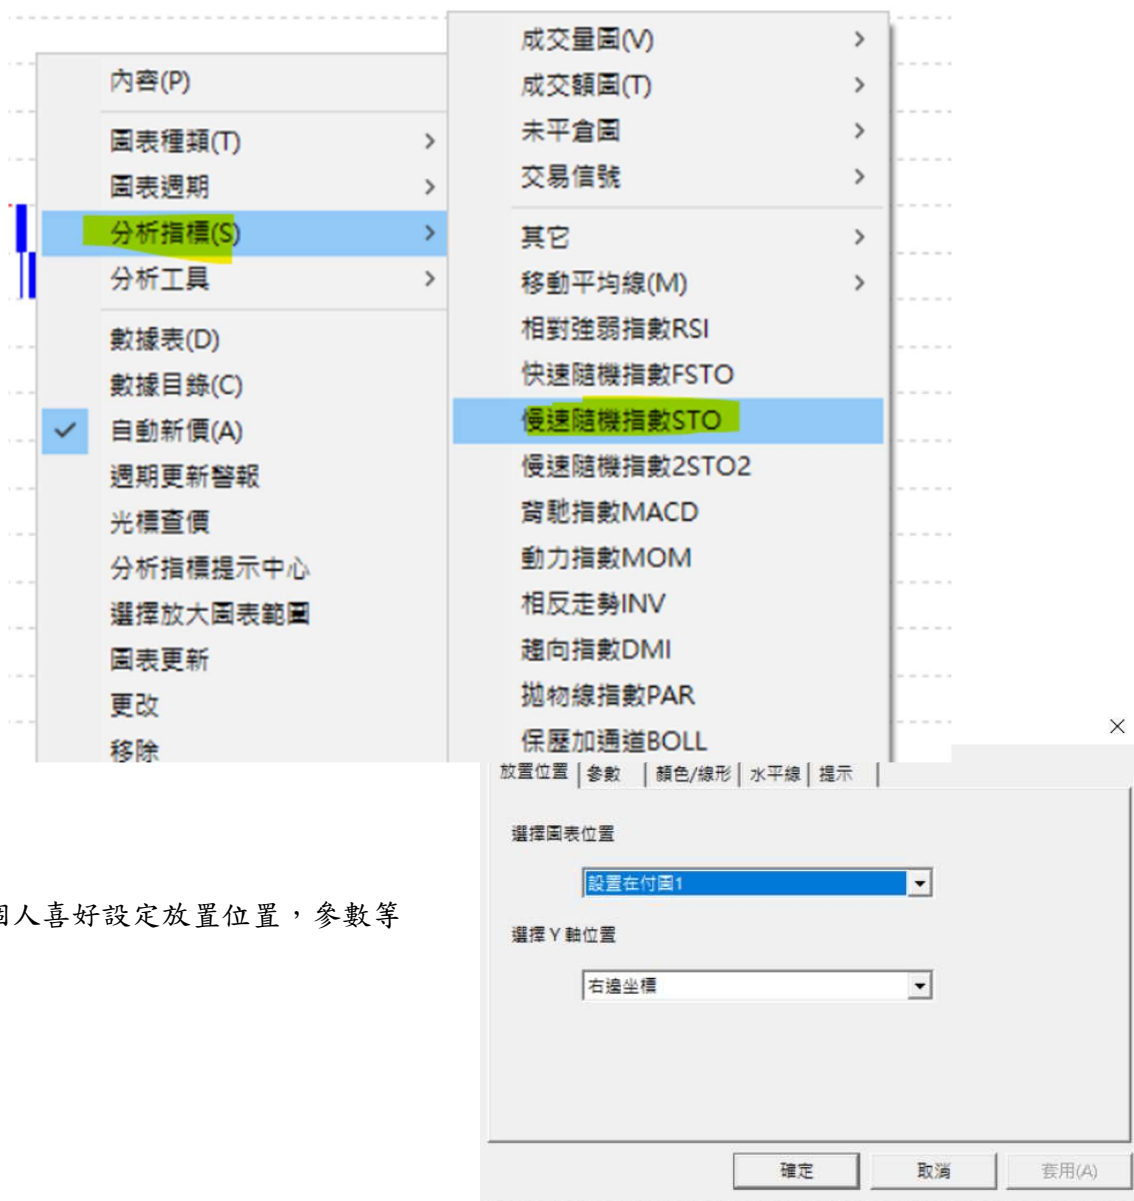 內容(P)
圖表種類(T)
圖表週期
分析指標(S)
分析工具
數據表(D)
數據目錄(C)
自動新價(A)
週期更新警報
光標查價
分析指標提示中心
選擇放大圖表範圍
圖表更新
更改
移除
成交量圖(V)
成交額圖(T)
未平倉圖
交易信號
其它
移動平均線(M)
相對強弱指數RSI
快速隨機指數FSTO
慢速隨機指數STO
慢速隨機指數2STO2
背馳指數MACD
動力指數MOM
相反走勢INV
趨向指數DMI
拋物線指數PAR
保歷加通道BOLL
放置位置 參數 顏色/線形 水平線 提示
選擇圖表位置
設置在付圖1
個人喜好設定放置位置，參數等
選擇 Y 軸位置
右邊坐標
確定 取消 套用(A)